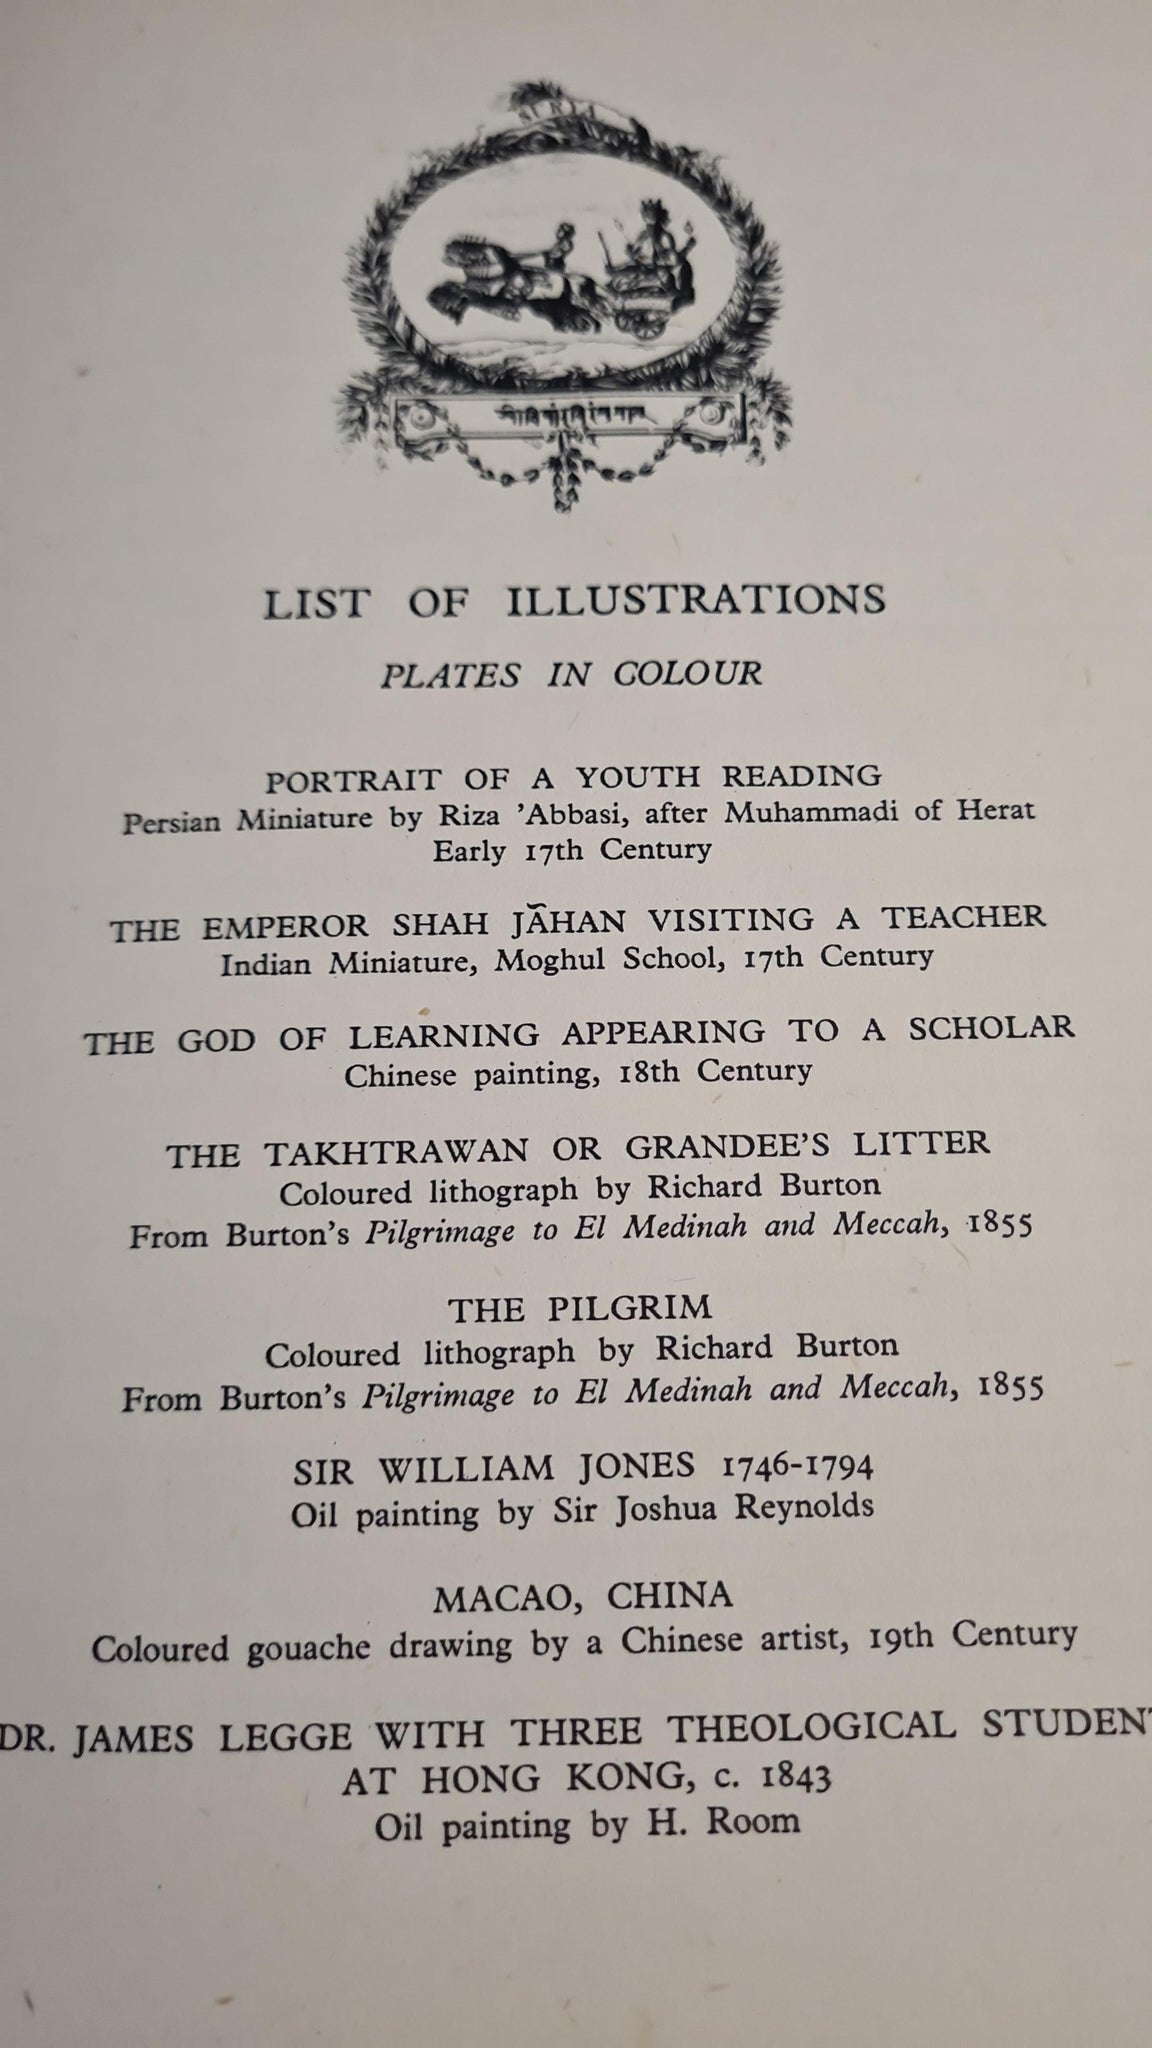 SURYA
LIST OF ILLUSTRATIONS
PLATES IN COLOUR
PORTRAIT OF A YOUTH READING
Persian Miniature by Riza 'Abbasi, after Muhammadi of Herat
Early 17th Century
THE EMPEROR SHAH JĀHAN VISITING A TEACHER
Indian Miniature, Moghul School, 17th Century
THE GOD OF LEARNING APPEARING TO A SCHOLAR
Chinese painting, 18th Century
THE TAKHTRAWAN OR GRANDEE'S LITTER
Coloured lithograph by Richard Burton
From Burton's Pilgrimage to El Medinah and Meccah, 1855
THE PILGRIM
Coloured lithograph by Richard Burton
From Burton's Pilgrimage to El Medinah and Meccah, 1855
SIR WILLIAM JONES 1746-1794
Oil painting by Sir Joshua Reynolds
MACAO, CHINA
Coloured gouache drawing by a Chinese artist, 19th Century
DR. JAMES LEGGE WITH THREE THEOLOGICAL STUDENT
AT HONG KONG, c. 1843
Oil painting by H. Room